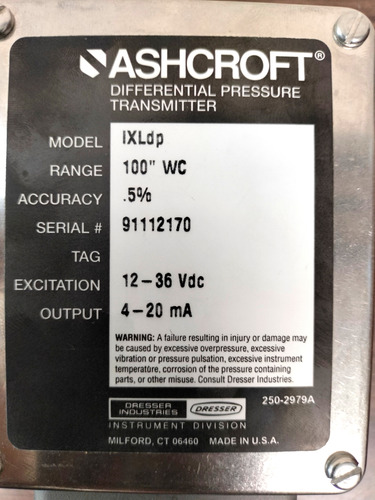 ASHCROFT®
DIFFERENTIAL PRESSURE
TRANSMITTER
MODEL IXLdp
RANGE 100" WC
ACCURACY .5%
SERIAL # 91112170
TAG
EXCITATION 12-36 Vdc
OUTPUT 4-20 mA
WARNING: A failure resulting in injury or damage may
be caused by excessive overpressure, excessive
vibration or pressure pulsation, excessive instrument
temperature, corrosion of the pressure containing
parts, or other misuse. Consult Dresser Industries.
DRESSER INDUSTRIES DRESSER 250-2979A
INSTRUMENT DIVISION
MILFORD, CT 06460 MADE IN U.S.A.